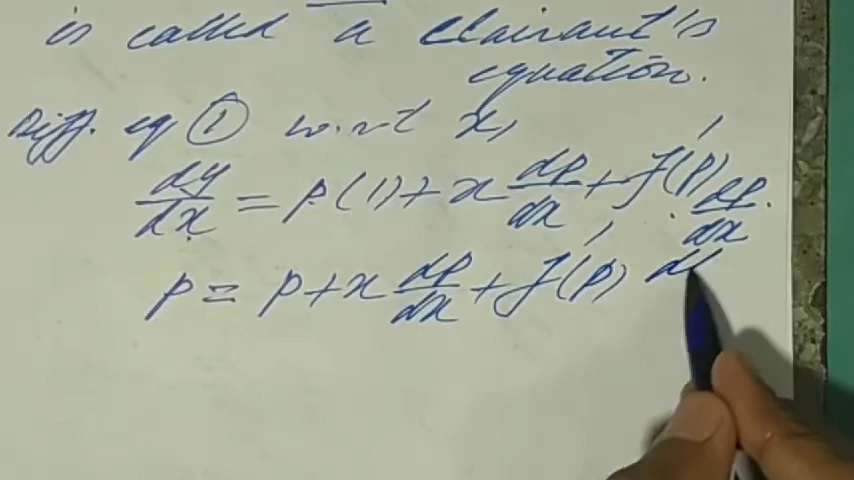 is called a Clairaut's
equation.
Diff. eq ① w.r.t x,
dy/dx = p(1) + x dp/dx + f'(p) · dp/dx.
p = p + x dp/dx + f'(p) d